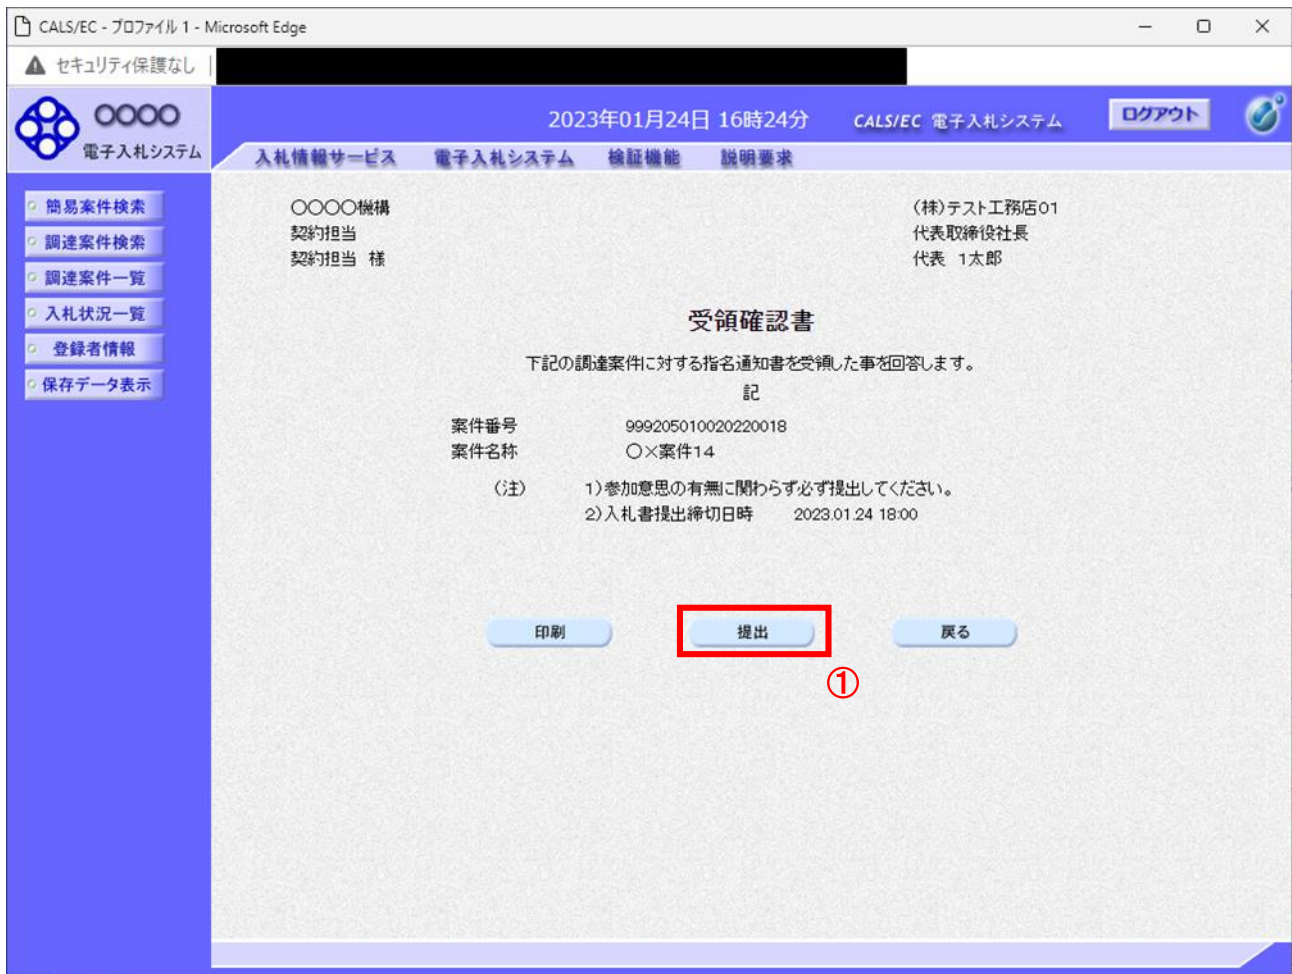 CALS/EC - プロファイル 1 - Microsoft Edge
セキュリティ保護なし
〇〇〇〇
電子入札システム
2023年01月24日 16時24分
CALS/EC 電子入札システム
ログアウト
入札情報サービス 電子入札システム 検証機能 説明要求
簡易案件検索
調達案件検索
調達案件一覧
入札状況一覧
登録者情報
保存データ表示
〇〇〇〇機構
契約担当
契約担当 様
(株)テスト工務店01
代表取締役社長
代表 1太郎
受領確認書
下記の調達案件に対する指名通知書を受領した事を回答します。
記
案件番号 999205010020220018
案件名称 〇×案件14
(注) 1)参加意思の有無に関わらず必ず提出してください。
2)入札書提出締切日時 2023.01.24 18:00
印刷 提出 戻る
①